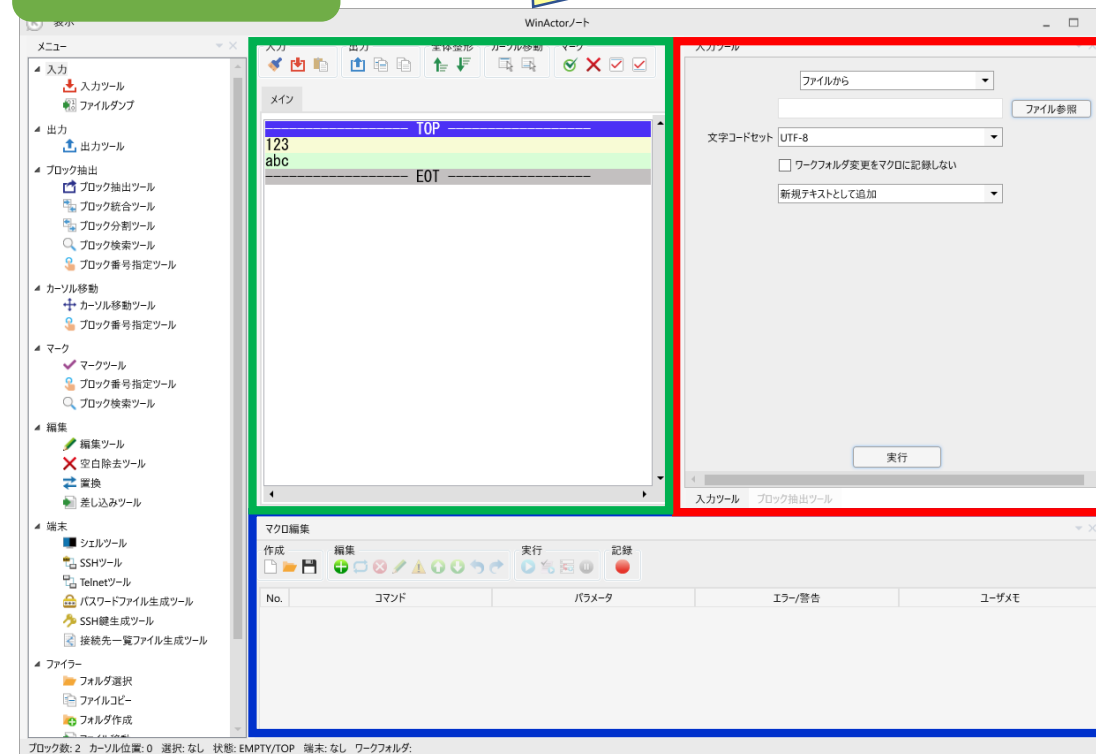 表示
WinActorノート
メニュー
入力
入力ツール
ファイルダンプ
出力
出力ツール
ブロック抽出
ブロック抽出ツール
ブロック統合ツール
ブロック分割ツール
ブロック検索ツール
ブロック番号指定ツール
カーソル移動
カーソル移動ツール
ブロック番号指定ツール
マーク
マークツール
ブロック番号指定ツール
ブロック検索ツール
編集
編集ツール
空白除去ツール
置換
差し込みツール
端末
シェルツール
SSHツール
Telnetツール
パスワードファイル生成ツール
SSH鍵生成ツール
接続先一覧ファイル生成ツール
ファイラー
フォルダ選択
ファイルコピー
フォルダ作成
ファイル移動
入力 出力 全体整形 カーソル移動 マーク
メイン
TOP
123
abc
EOT
入力ツール
ファイルから
ファイル参照
文字コードセット UTF-8
ワークフォルダ変更をマクロに記録しない
新規テキストとして追加
実行
入力ツール ブロック抽出ツール
マクロ編集
作成 編集 実行 記録
No. コマンド パラメータ エラー/警告 ユーザメモ
ブロック数: 2 カーソル位置: 0 選択: なし 状態: EMPTY/TOP 端末: なし ワークフォルダ: